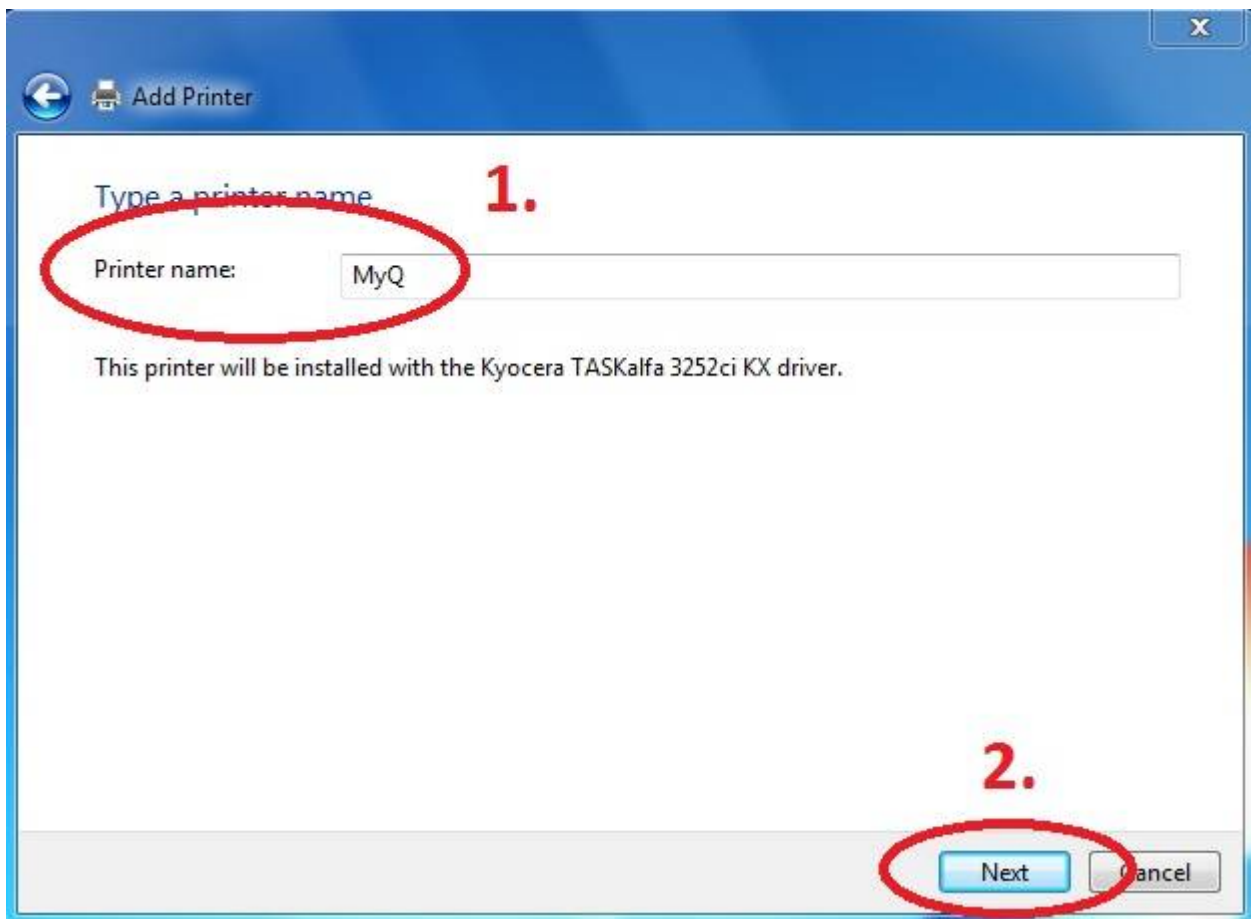 X
Add Printer
Type a printer name
1.
Printer name:
MyQ
This printer will be installed with the Kyocera TASKalfa 3252ci KX driver.
2.
Next
Cancel